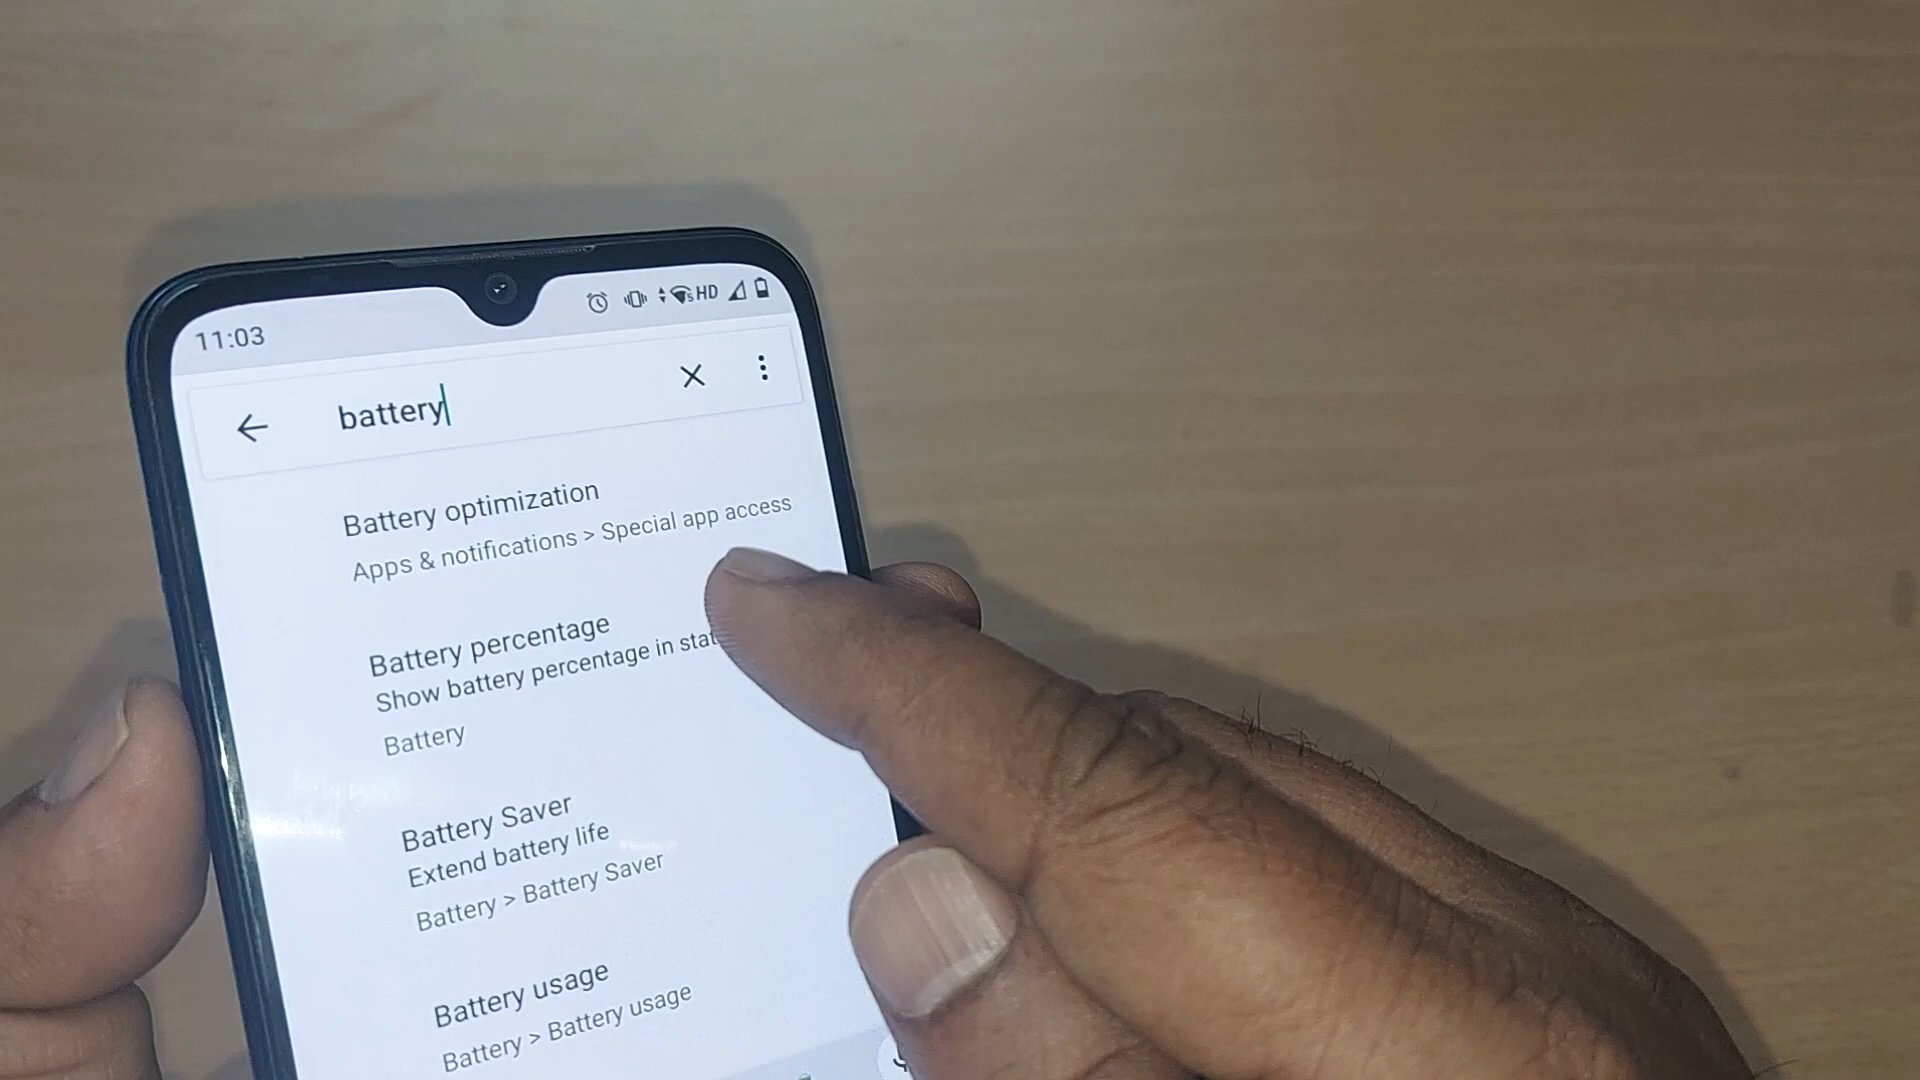 11:03
HD
battery
Battery optimization
Apps & notifications > Special app access
Battery percentage
Show battery percentage in
Battery
Battery Saver
Extend battery life
Battery > Battery Saver
Battery usage
Battery > Battery usage